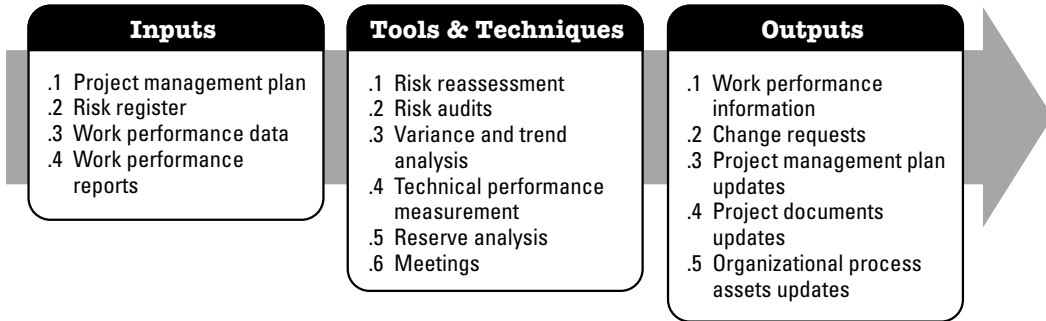 Inputs
.1 Project management plan
.2 Risk register
.3 Work performance data
.4 Work performance
reports
Tools & Techniques
.1 Risk reassessment
.2 Risk audits
.3 Variance and trend
analysis
.4 Technical performance
measurement
.5 Reserve analysis
.6 Meetings
Outputs
.1 Work performance
information
.2 Change requests
.3 Project management plan
updates
.4 Project documents
updates
.5 Organizational process
assets updates